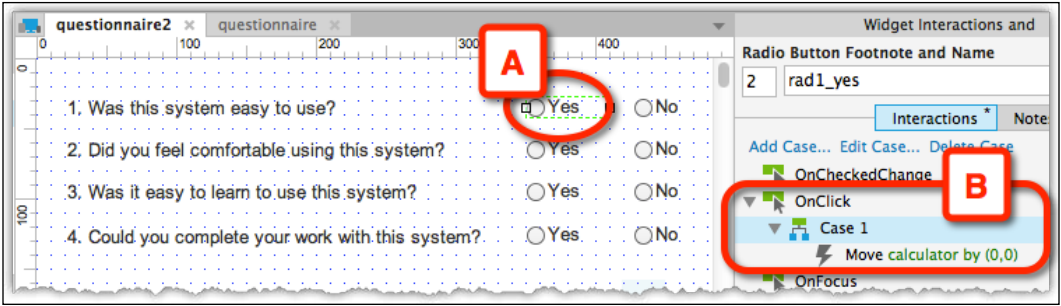 questionnaire2 × questionnaire ×
Widget Interactions and
0 100 200 300 400
0
100
A
1. Was this system easy to use? Yes No
2. Did you feel comfortable using this system? Yes No
3. Was it easy to learn to use this system? Yes No
4. Could you complete your work with this system? Yes No
Radio Button Footnote and Name
2 rad1_yes
Interactions * Note
Add Case... Edit Case... Delete Case
OnCheckedChange
B
OnClick
Case 1
Move calculator by (0,0)
OnFocus